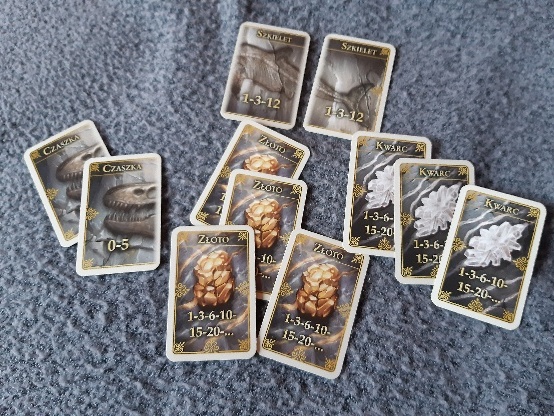 Szkielet
1-3-12
Szkielet
1-3-12
Czaszka
Czaszka
0-5
Złoto
Złoto
10-
Złoto
1-3-6-10-
15-20-...
Złoto
1-3-6-10-
15-20-...
Kwarc
1-3-6
15-20
Kwarc
1-3-6
15-20
Kwarc
1-3-6-10-
15-20-...